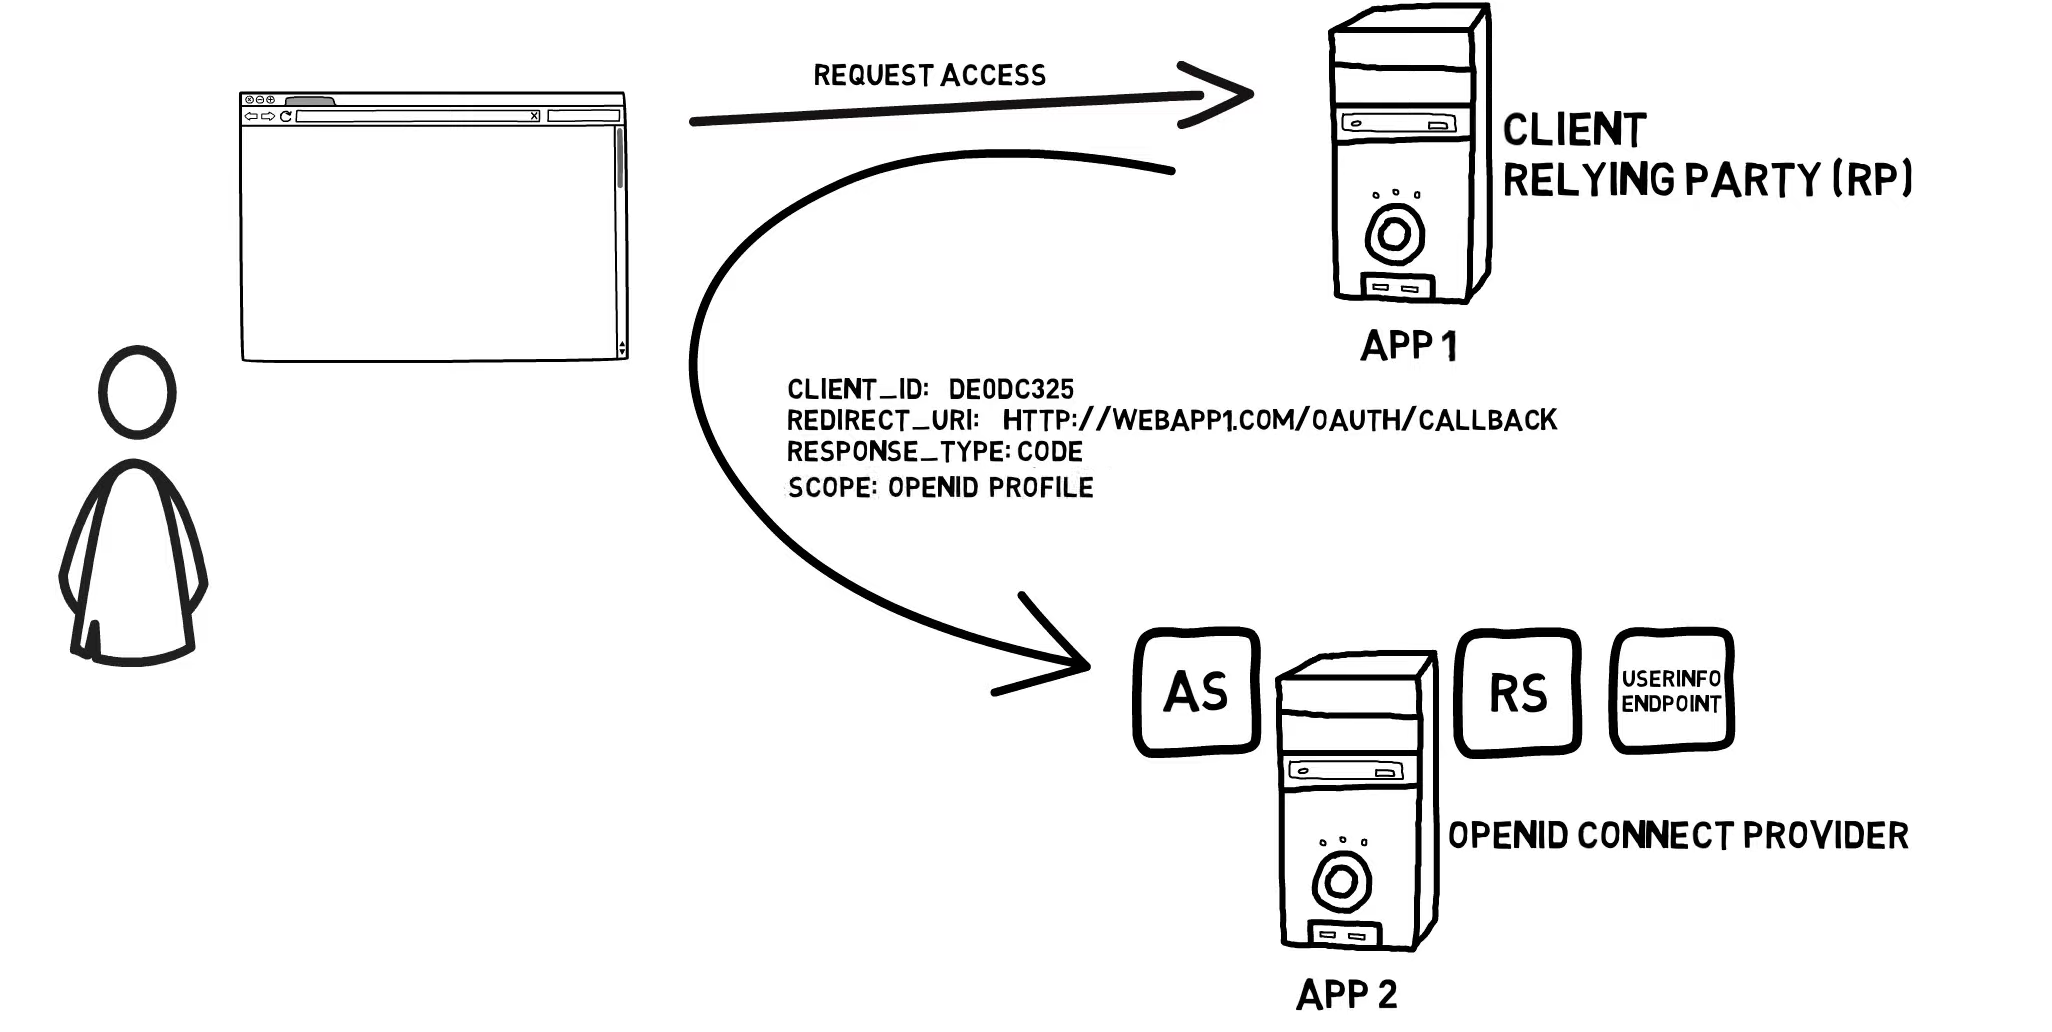 REQUEST ACCESS
CLIENT
RELYING PARTY (RP)
APP 1
CLIENT_ID: DE0DC325
REDIRECT_URI: HTTP://WEBAPP1.COM/OAUTH/CALLBACK
RESPONSE_TYPE: CODE
SCOPE: OPENID PROFILE
AS
RS
USERINFO
ENDPOINT
OPENID CONNECT PROVIDER
APP 2